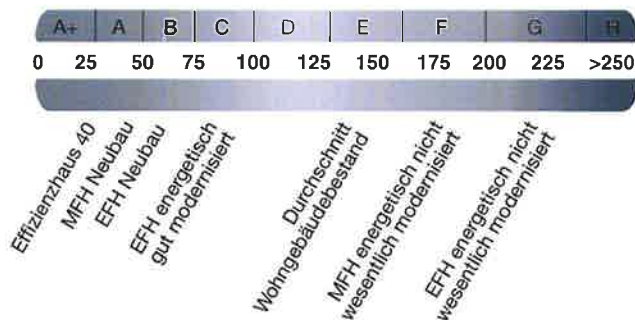 A+ A B C D E F G H
0 25 50 75 100 125 150 175 200 225 >250
Effizienzhaus 40
MFH Neubau
EFH Neubau
EFH energetisch
gut modernisiert
Durchschnitt
Wohngebäudebestand
MFH energetisch nicht
wesentlich modernisiert
EFH energetisch nicht
wesentlich modernisiert